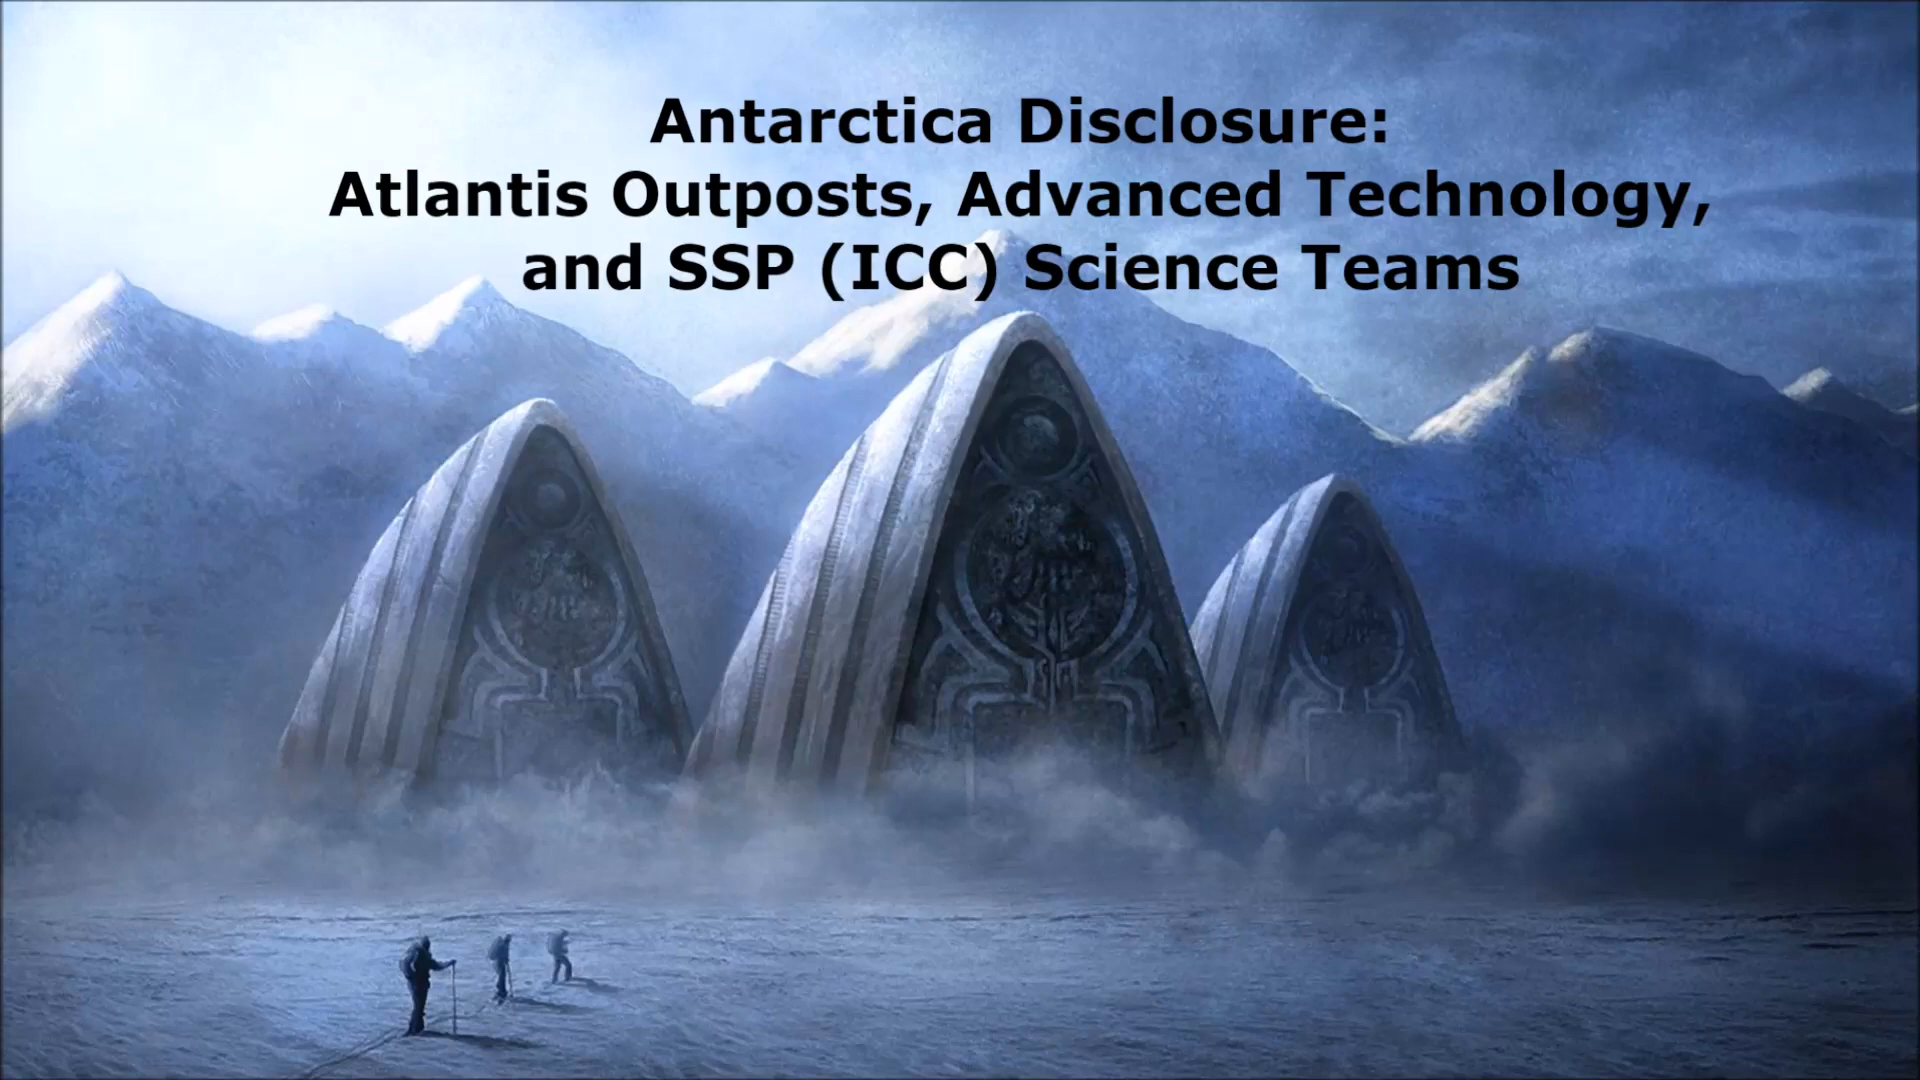 Antarctica Disclosure:
Atlantis Outposts, Advanced Technology,
and SSP (ICC) Science Teams